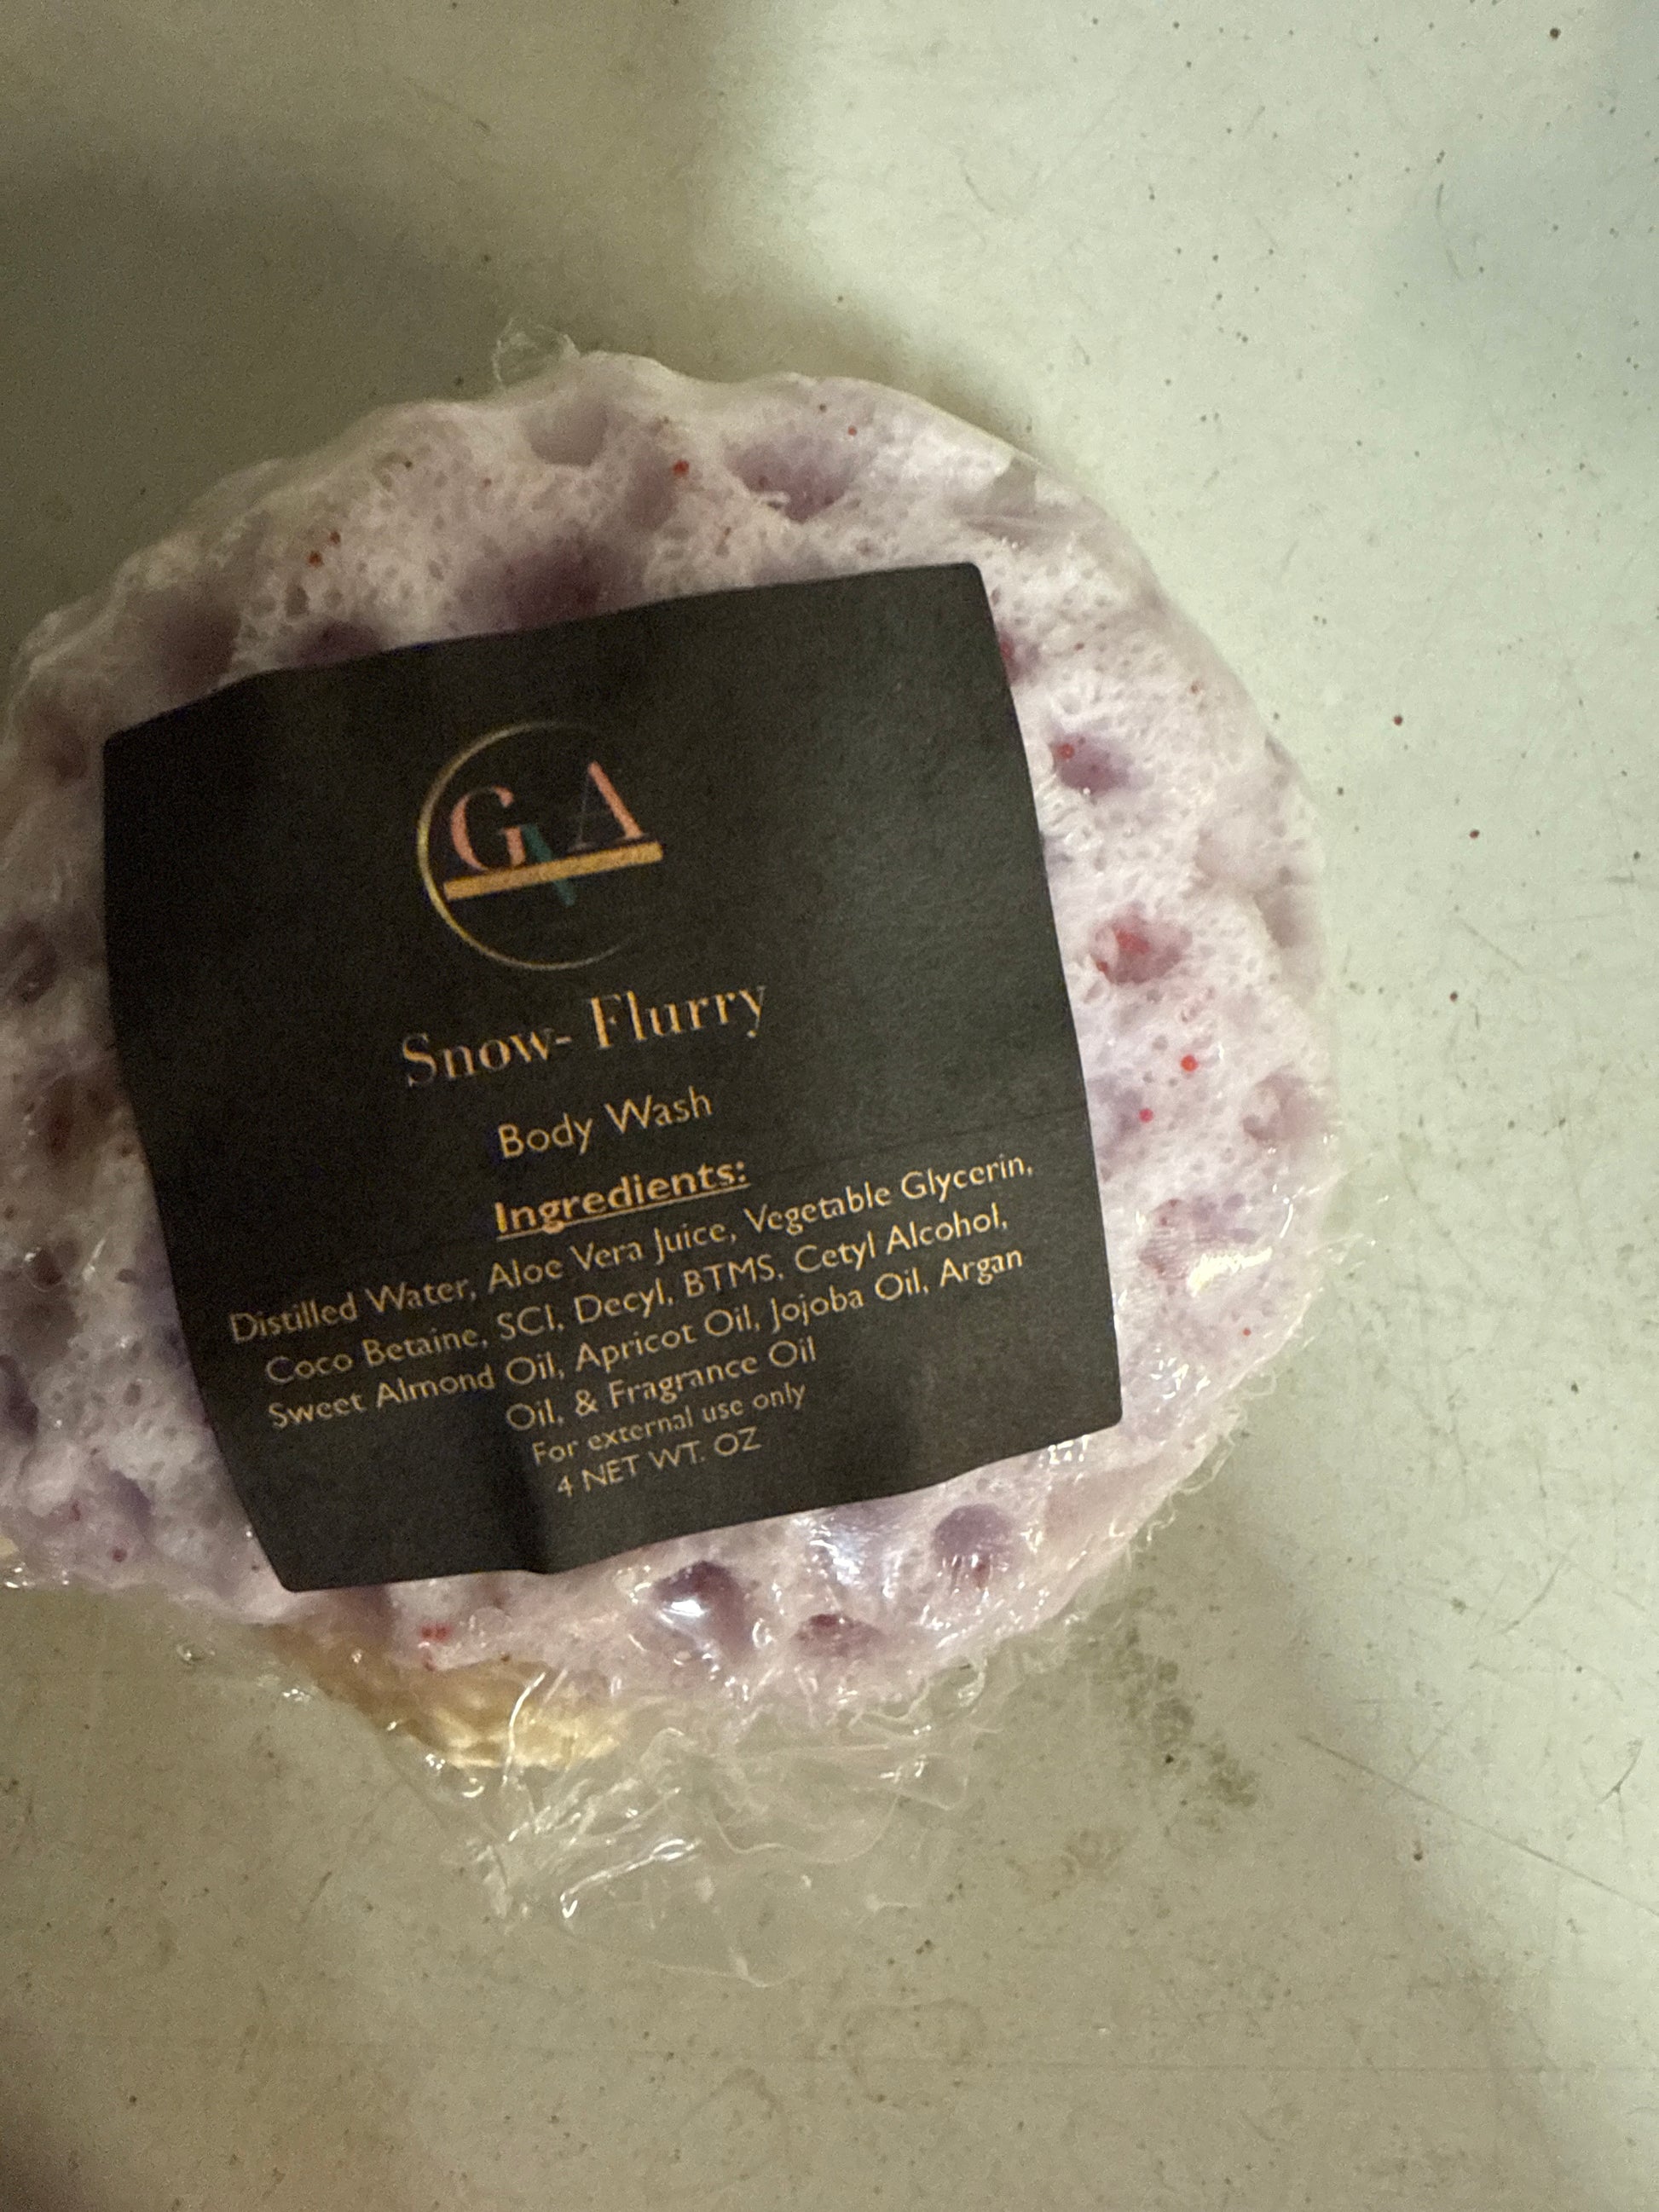 GVA
Snow- Flurry
Body Wash
Ingredients:
Distilled Water, Aloe Vera Juice, Vegetable Glycerin,
Coco Betaine, SCI, Decyl, BTMS, Cetyl Alcohol,
Sweet Almond Oil, Apricot Oil, Jojoba Oil, Argan
Oil, & Fragrance Oil
For external use only
4 NET WT. OZ